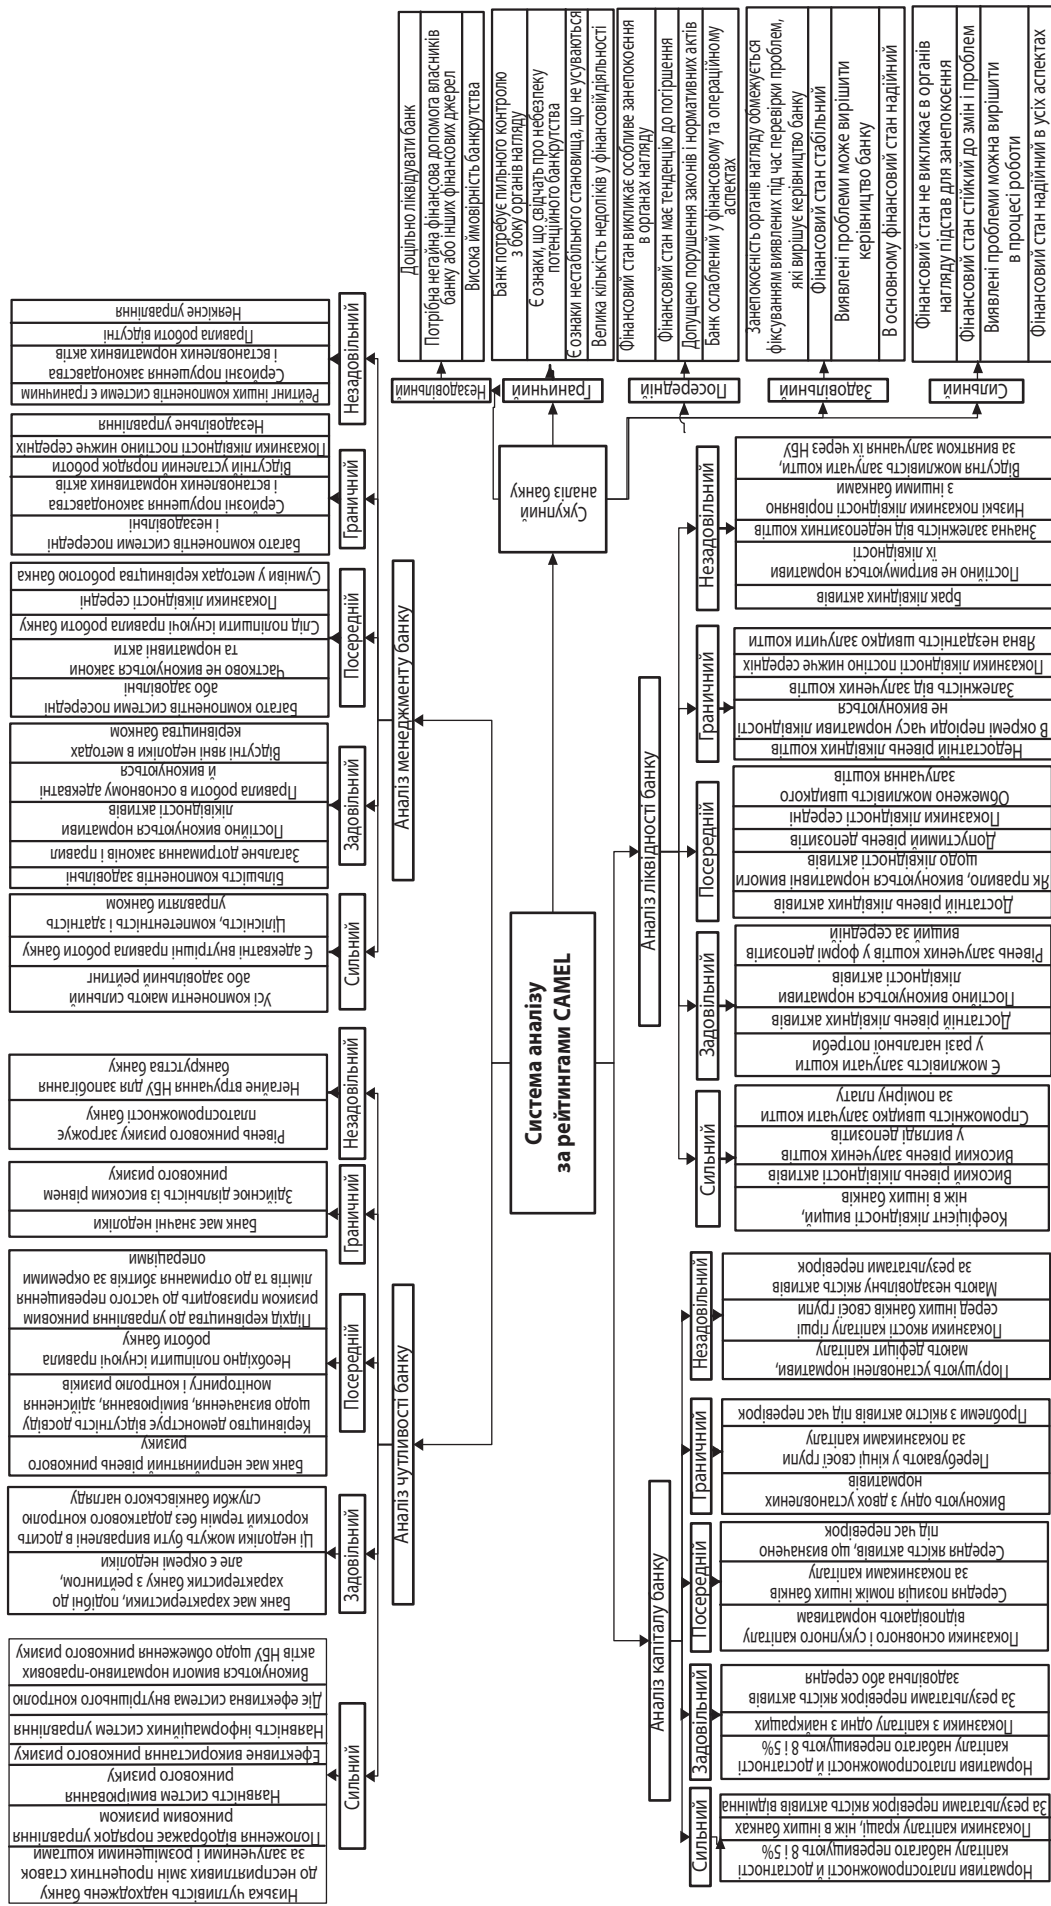 Система аналізу
за рейтингами CAMEL
Сукупний
аналіз банку
Незадовільний
Доцільно ліквідувати банк
Потрібна негайна фінансова допомога власників
банку або інших фінансових джерел
Висока ймовірність банкрутства
Граничний
Банк потребує пильного контролю
з боку органів нагляду
Є ознаки, що свідчать про небезпеку
потенційного банкрутства
Є ознаки нестабільного становища, що не усуваються
Велика кількість недоліків у фінансовійдіяльності
Посередній
Фінансовий стан викликає особливе занепокоєння
в органах нагляду
Фінансовий стан має тенденцію до погіршення
Допущено порушення законів і нормативних актів
Банк ослаблений у фінансовому та операційному
аспектах
Задовільний
Занепокоєність органів нагляду обмежується
фіксуванням виявлених під час перевірки проблем,
які вирішує керівництво банку
Фінансовий стан стабільний
Виявлені проблеми може вирішити
керівництво банку
В основному фінансовий стан надійний
Сильний
Фінансовий стан не викликає в органів
нагляду підстав для занепокоєння
Фінансовий стан стійкий до змін і проблем
Виявлені проблеми можна вирішити
в процесі роботи
Фінансовий стан надійний в усіх аспектах
Аналіз менеджменту банку
Сильний
Усі компоненти мають сильний
або задовільний рейтинг
Є адекватні внутрішні правила роботи банку
Цілісність, компетентність і здатність
управляти банком
Задовільний
Більшість компонентів задовільні
Загальне дотримання законів і правил
Постійно виконуються нормативи
ліквідності активів
Правила роботи в основному адекватні
й виконуються
Відсутні явні недоліки в методах
керівництва банком
Посередній
Багато компонентів системи посередні
або задовільні
Частково не виконуються закони
та нормативні акти
Слід поліпшити існуючі правила роботи банку
Показники ліквідності середні
Сумніви у методах керівництва роботою банка
Граничний
Багато компонентів системи посередні
і незадовільні
Серйозні порушення законодавства
і встановлених нормативних актів
Відсутній усталений порядок роботи
Показники ліквідності постійно нижче середніх
Незадовільне управління
Незадовільний
Рейтинг інших компонентів системи є граничним
Серйозні порушення законодавства
і встановлених нормативних актів
Правила роботи відсутні
Неякісне управління
Аналіз чутливості банку
Сильний
Низька чутливість надходжень банку
до несприятливих змін процентних ставок
за залученими і розміщеними коштами
Положення відображає порядок управління
ринковим ризиком
Наявність систем вимірювання
ринкового ризику
Ефективне використання ринкового ризику
Наявність інформаційних систем управління
Діє ефективна система внутрішнього контролю
Виконуються вимоги нормативно-правових
актів НБУ щодо обмеження ринкового ризику
Задовільний
Банк має характеристики, подібні до
характеристик банку з рейтингом,
але є окремі недоліки
Ці недоліки можуть бути виправлені в досить
короткий термін без додаткового контролю
служби банківського нагляду
Посередній
Банк має неприйнятний рівень ринкового
ризику
Керівництво демонструє відсутність досвіду
щодо визначення, вимірювання, здійснення
моніторингу і контролю ризиків
Необхідно поліпшити існуючі правила
роботи банку
Підхід керівництва до управління ринковим
ризиком призводить до частого перевищення
лімітів та до отримання збитків за окремими
операціями
Граничний
Банк має значні недоліки
Здійснює діяльність із високим рівнем
ринкового ризику
Незадовільний
Рівень ринкового ризику загрожує
платоспроможності банку
Негайне втручання НБУ для запобігання
банкрутства банку
Аналіз ліквідності банку
Сильний
Коефіцієнт ліквідності вищий,
ніж в інших банків
Високий рівень ліквідності активів
Високий рівень залучених коштів
у вигляді депозитів
Спроможність швидко залучати кошти
за помірну плату
Задовільний
Є можливість залучати кошти
у разі нагальної потреби
Достатній рівень ліквідних активів
Постійно виконуються нормативи
ліквідності активів
Рівень залучених коштів у формі депозитів
вищий за середній
Посередній
Достатній рівень ліквідних активів
Як правило, виконуються нормативні вимоги
щодо ліквідності активів
Допустимий рівень депозитів
Показники ліквідності середні
Обмежено можливість швидкого
залучання коштів
Граничний
Недостатній рівень ліквідних коштів
В окремі періоди часу нормативи ліквідності
не виконуються
Залежність від залучених коштів
Показники ліквідності постіно нижче середніх
Явна нездатність швидко залучити кошти
Незадовільний
Брак ліквідних активів
Постійно не витримуються нормативи
їх ліквідності
Значна залежність від недепозитних коштів
Низькі показники ліквідності порівняно
з іншими банками
Відсутня можливість залучати кошти,
за винятком залучання їх через НБУ
Аналіз капіталу банку
Сильний
Нормативи платоспроможності й достатності
капіталу набагато перевищують 8 і 5%
Показники капіталу кращі, ніж в інших банках
За результатами перевірок якість активів відмінна
Задовільний
Нормативи платоспроможності й достатності
капіталу набагато перевищують 8 і 5%
Показники з капіталу одни з найкращих
За результатами перевірок якість активів
задовільна або середня
Посередній
Показники основного і сукупного капіталу
відповідають нормативам
Середня позиція поміж інших банків
за показниками капіталу
Середня якість активів, що визначено
під час перевірок
Граничний
Виконують одну з двох установлених
нормативів
Перебувають у кінці своєї групи
за показниками капіталу
Проблеми з якістю активів під час перевірок
Незадовільний
Порушують установлені нормативи,
мають дефіцит капіталу
Показники якості капіталу гірші
серед інших банків своєї групи
Мають незадовільну якість активів
за результатами перевірок